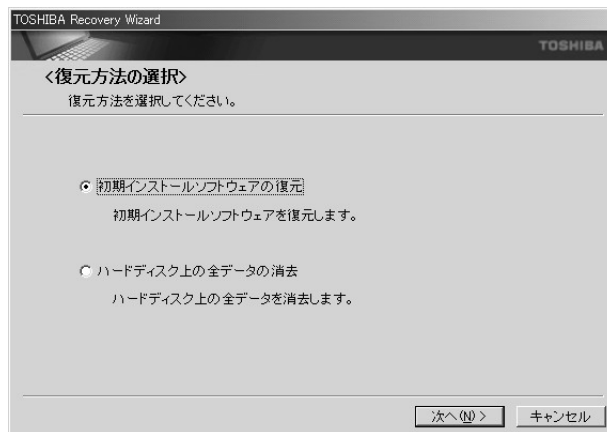 TOSHIBA Recovery Wizard
TOSHIBA
<復元方法の選択>
復元方法を選択してください。
初期インストールソフトウェアの復元
初期インストールソフトウェアを復元します。
ハードディスク上の全データの消去
ハードディスク上の全データを消去します。
次へ(N) > キャンセル